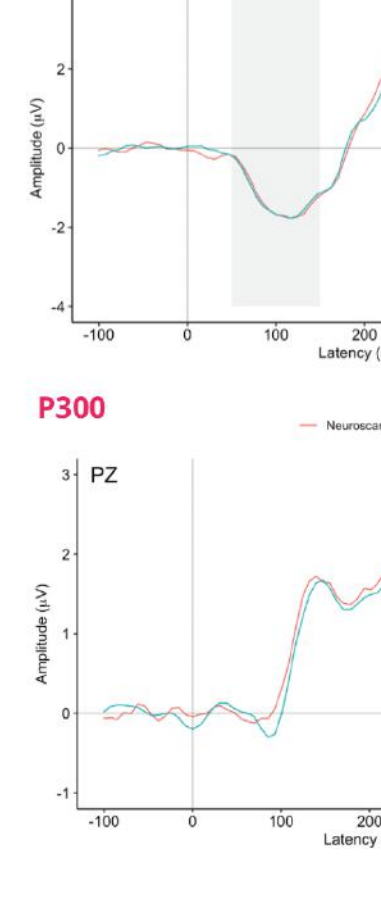 2
0
-2
-4
Amplitude (μV)
-100 0 100 200
Latency (
P300
Neuroscan
PZ
3
2
1
0
-1
Amplitude (μV)
-100 0 100 200
Latency